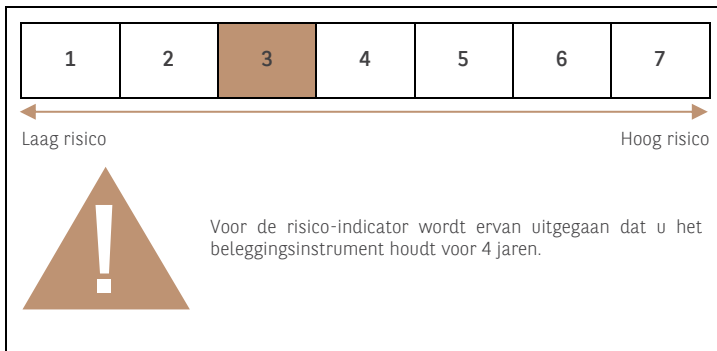 1 2 3 4 5 6 7
Laag risico Hoog risico
!
Voor de risico-indicator wordt ervan uitgegaan dat u het
beleggingsinstrument houdt voor 4 jaren.